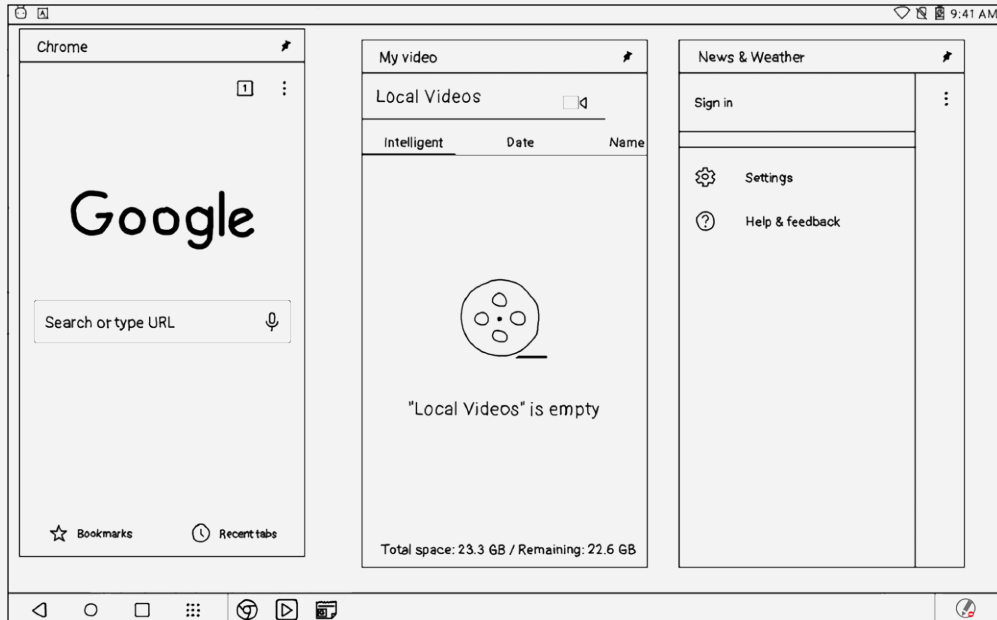 A
9:41 AM
Chrome
1
Google
Search or type URL
Bookmarks
Recent tabs
My video
Local Videos
Intelligent Date Name
"Local Videos" is empty
Total space: 23.3 GB / Remaining: 22.6 GB
News & Weather
Sign in
Settings
Help & feedback